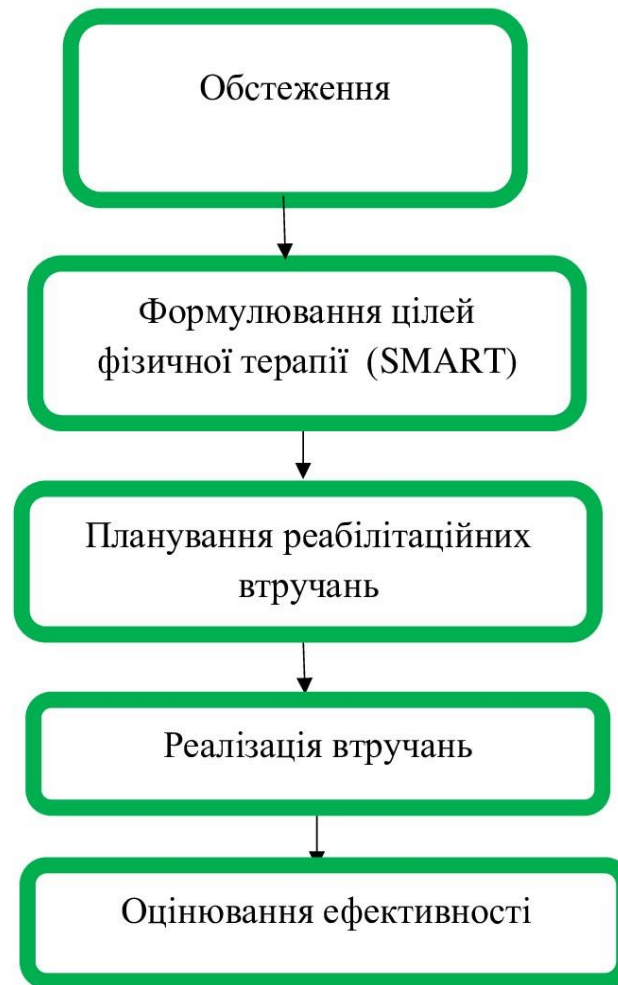 Обстеження
Формулювання цілей
фізичної терапії (SMART)
Планування реабілітаційних
втручань
Реалізація втручань
Оцінювання ефективності